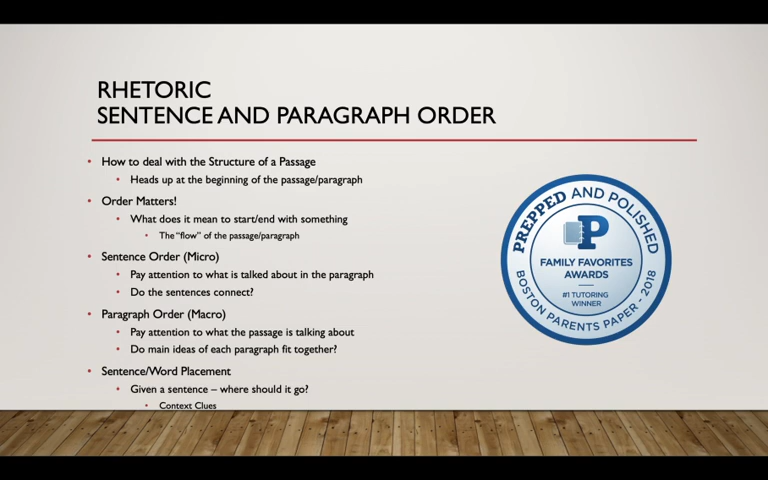 RHETORIC
SENTENCE AND PARAGRAPH ORDER
• How to deal with the Structure of a Passage
• Heads up at the beginning of the passage/paragraph
• Order Matters!
• What does it mean to start/end with something
• The “flow” of the passage/paragraph
• Sentence Order (Micro)
• Pay attention to what is talked about in the paragraph
• Do the sentences connect?
• Paragraph Order (Macro)
• Pay attention to what the passage is talking about
• Do main ideas of each paragraph fit together?
• Sentence/Word Placement
• Given a sentence – where should it go?
• Context Clues
PREPPED AND POLISHED
P
FAMILY FAVORITES
AWARDS
#1 TUTORING
WINNER
BOSTON PARENTS PAPER - 2018